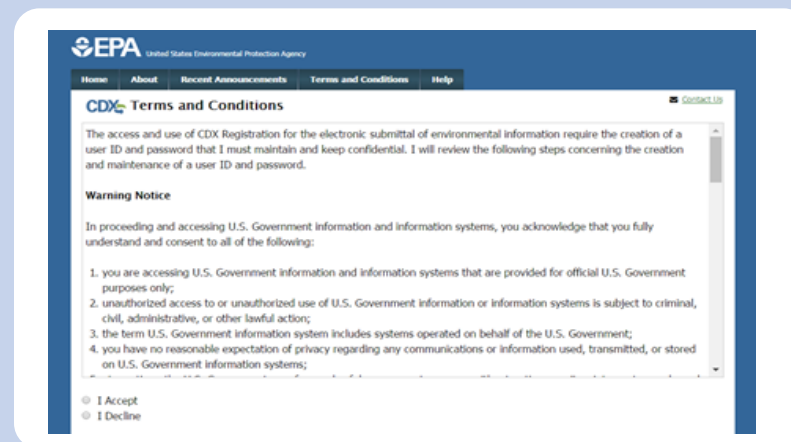 EPA United States Environmental Protection Agency
Home About Recent Announcements Terms and Conditions Help
CDX Terms and Conditions Contact Us
The access and use of CDX Registration for the electronic submittal of environmental information require the creation of a
user ID and password that I must maintain and keep confidential. I will review the following steps concerning the creation
and maintenance of a user ID and password.
Warning Notice
In proceeding and accessing U.S. Government information and information systems, you acknowledge that you fully
understand and consent to all of the following:
1. you are accessing U.S. Government information and information systems that are provided for official U.S. Government
purposes only;
2. unauthorized access to or unauthorized use of U.S. Government information or information systems is subject to criminal,
civil, administrative, or other lawful action;
3. the term U.S. Government information system includes systems operated on behalf of the U.S. Government;
4. you have no reasonable expectation of privacy regarding any communications or information used, transmitted, or stored
on U.S. Government information systems;
I Accept
I Decline